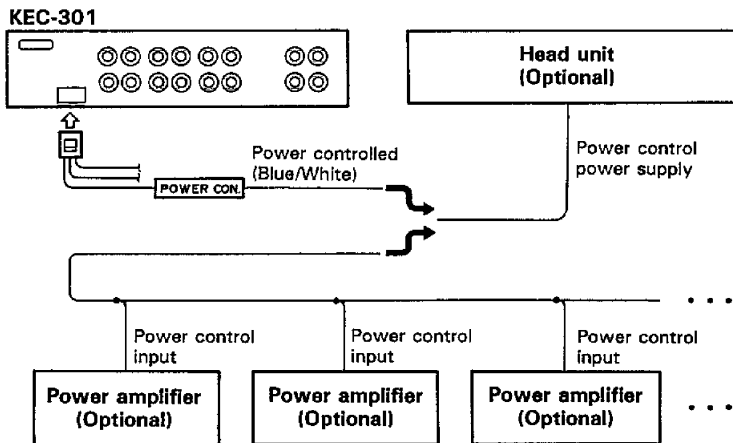 KEC-301
Head unit
(Optional)
Power controlled
(Blue/White)
POWER CON.
Power control
power supply
Power control
input
Power control
input
Power control
input
Power amplifier
(Optional)
Power amplifier
(Optional)
Power amplifier
(Optional)